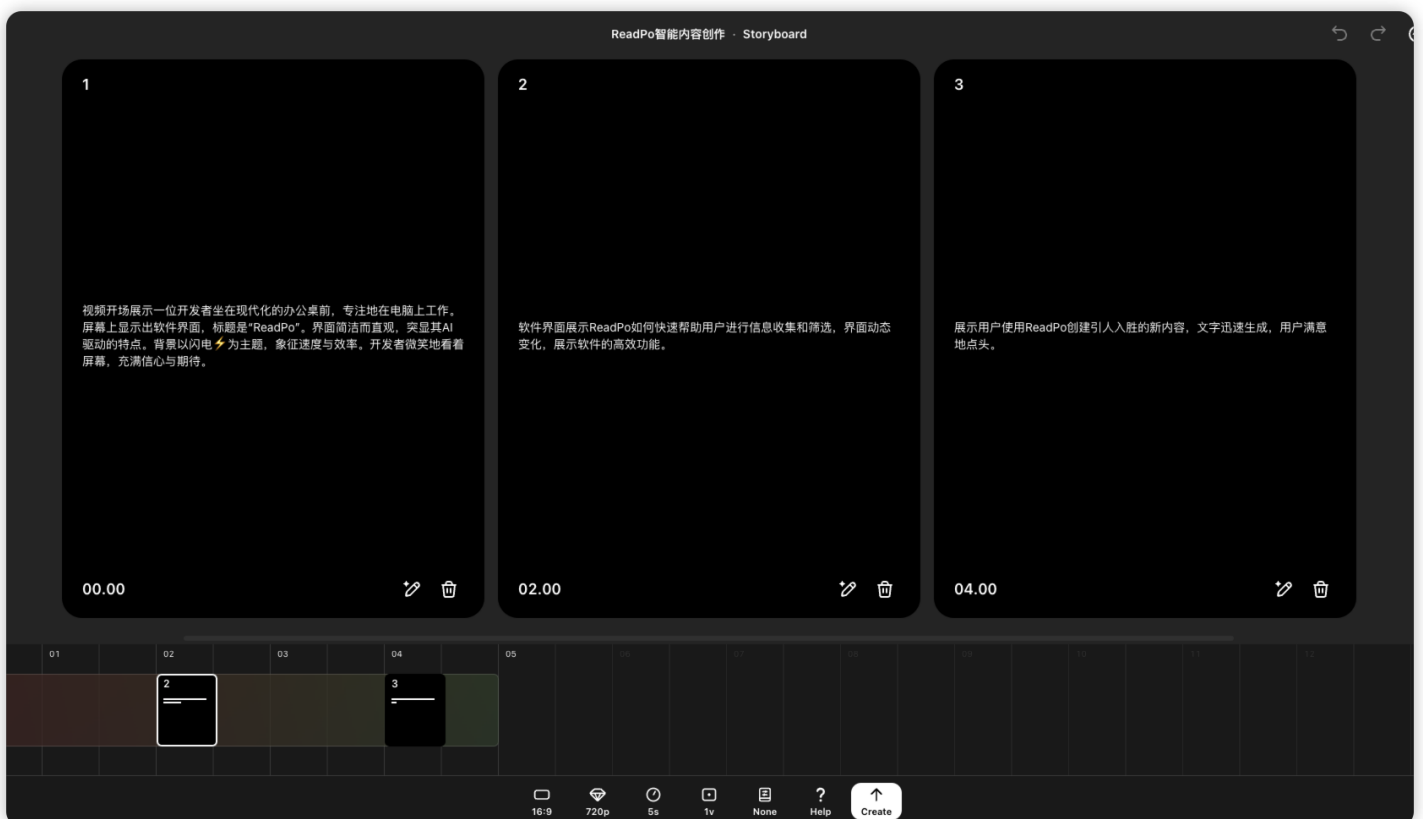 ReadPo智能内容创作 · Storyboard
1
视频开场展示一位开发者坐在现代化的办公桌前，专注地在电脑上工作。
屏幕上显示出软件界面，标题是“ReadPo”。界面简洁而直观，突显其AI
驱动的特点。背景以闪电⚡为主题，象征速度与效率。开发者微笑地看着
屏幕，充满信心与期待。
00.00
2
软件界面展示ReadPo如何快速帮助用户进行信息收集和筛选，界面动态
变化，展示软件的高效功能。
02.00
3
展示用户使用ReadPo创建引人入胜的新内容，文字迅速生成，用户满意
地点头。
04.00
01 02 03 04 05 06 07 08 09 10 11 12
2 3
16:9 720p 5s 1v None Help Create